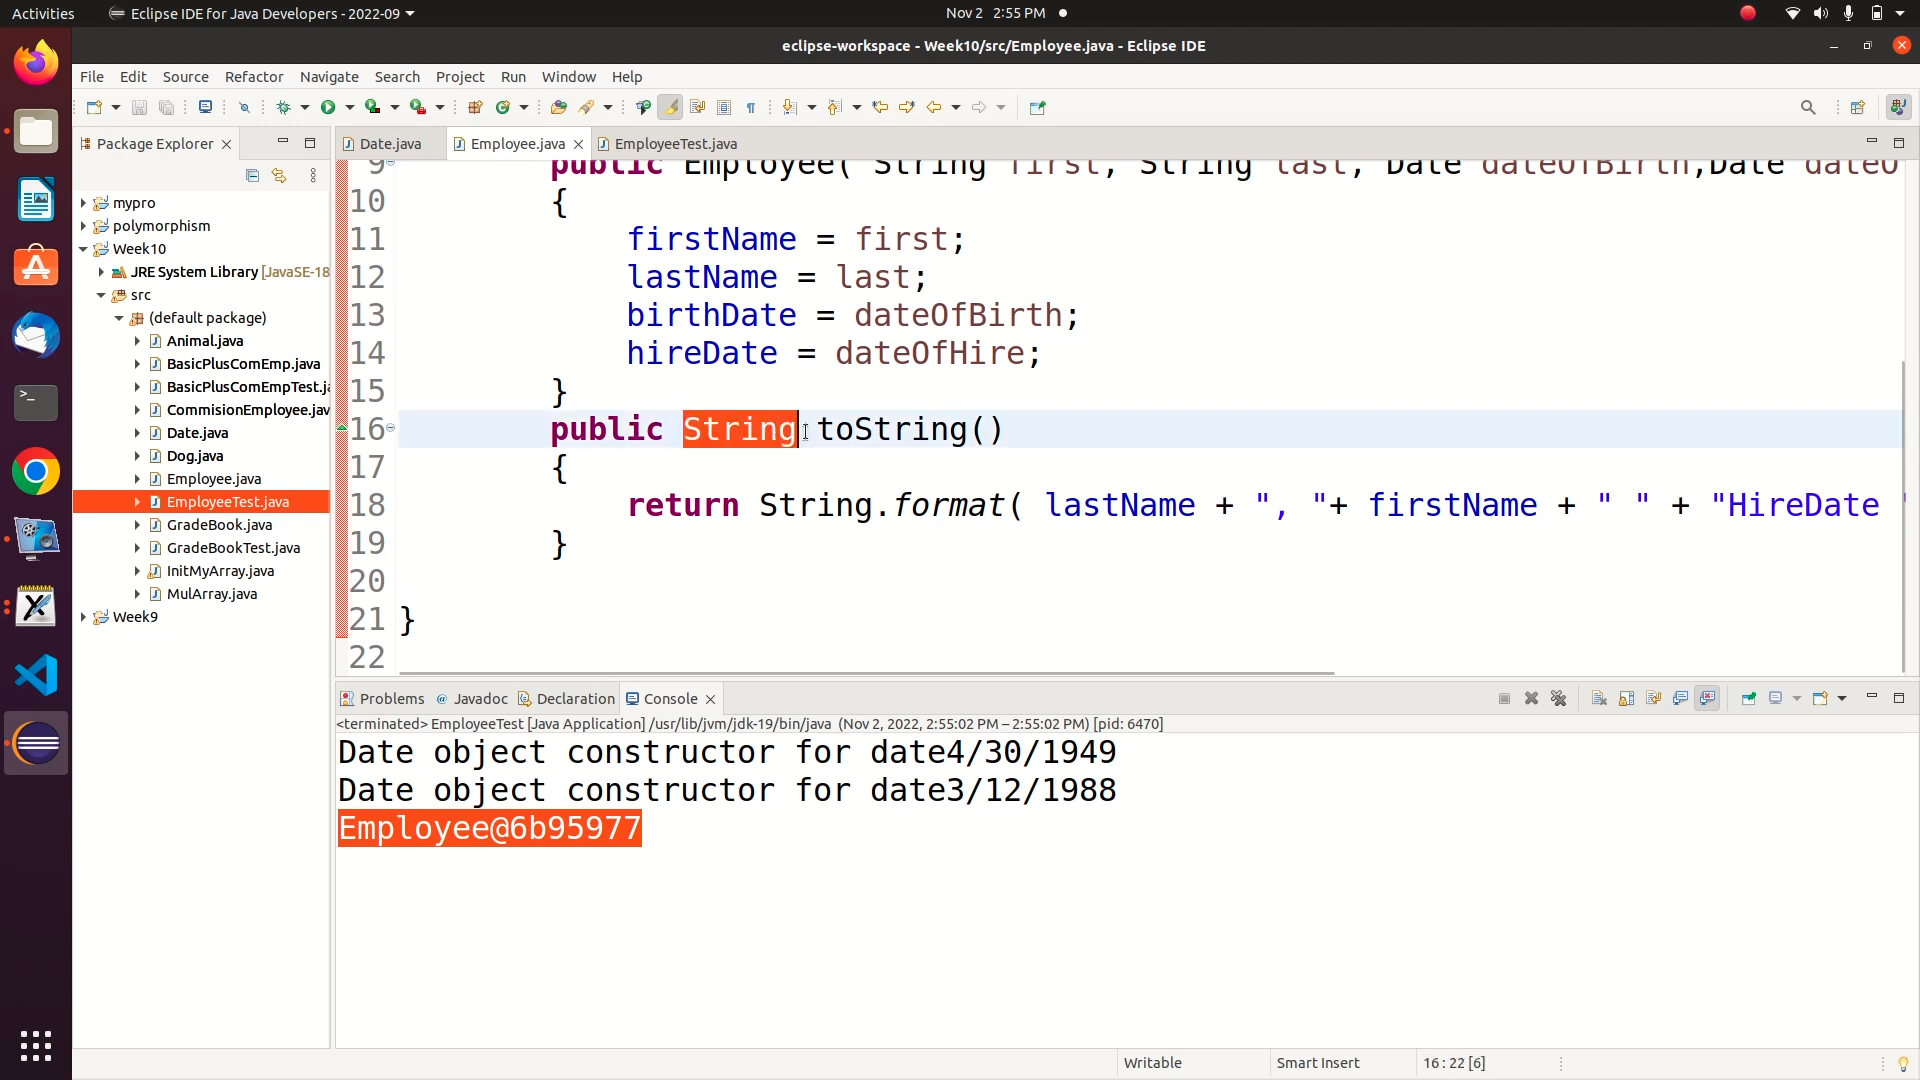 Activities
Eclipse IDE for Java Developers - 2022-09
Nov 2 2:55 PM
eclipse-workspace - Week10/src/Employee.java - Eclipse IDE
File Edit Source Refactor Navigate Search Project Run Window Help
Package Explorer
Date.java
Employee.java
EmployeeTest.java
mypro
polymorphism
Week10
JRE System Library [JavaSE-18
src
(default package)
Animal.java
BasicPlusComEmp.java
BasicPlusComEmpTest.ja
CommisionEmployee.jav
Date.java
Dog.java
Employee.java
EmployeeTest.java
GradeBook.java
GradeBookTest.java
InitMyArray.java
MulArray.java
Week9
9 public Employee( String first, String last, Date dateOfBirth,Date dateO
10 {
11 firstName = first;
12 lastName = last;
13 birthDate = dateOfBirth;
14 hireDate = dateOfHire;
15 }
16 public String toString()
17 {
18 return String.format( lastName + ", "+ firstName + " " + "HireDate "
19 }
20
21 }
22
Problems
Javadoc
Declaration
Console
<terminated> EmployeeTest [Java Application] /usr/lib/jvm/jdk-19/bin/java (Nov 2, 2022, 2:55:02 PM – 2:55:02 PM) [pid: 6470]
Date object constructor for date4/30/1949
Date object constructor for date3/12/1988
Employee@6b95977
Writable
Smart Insert
16 : 22 [6]